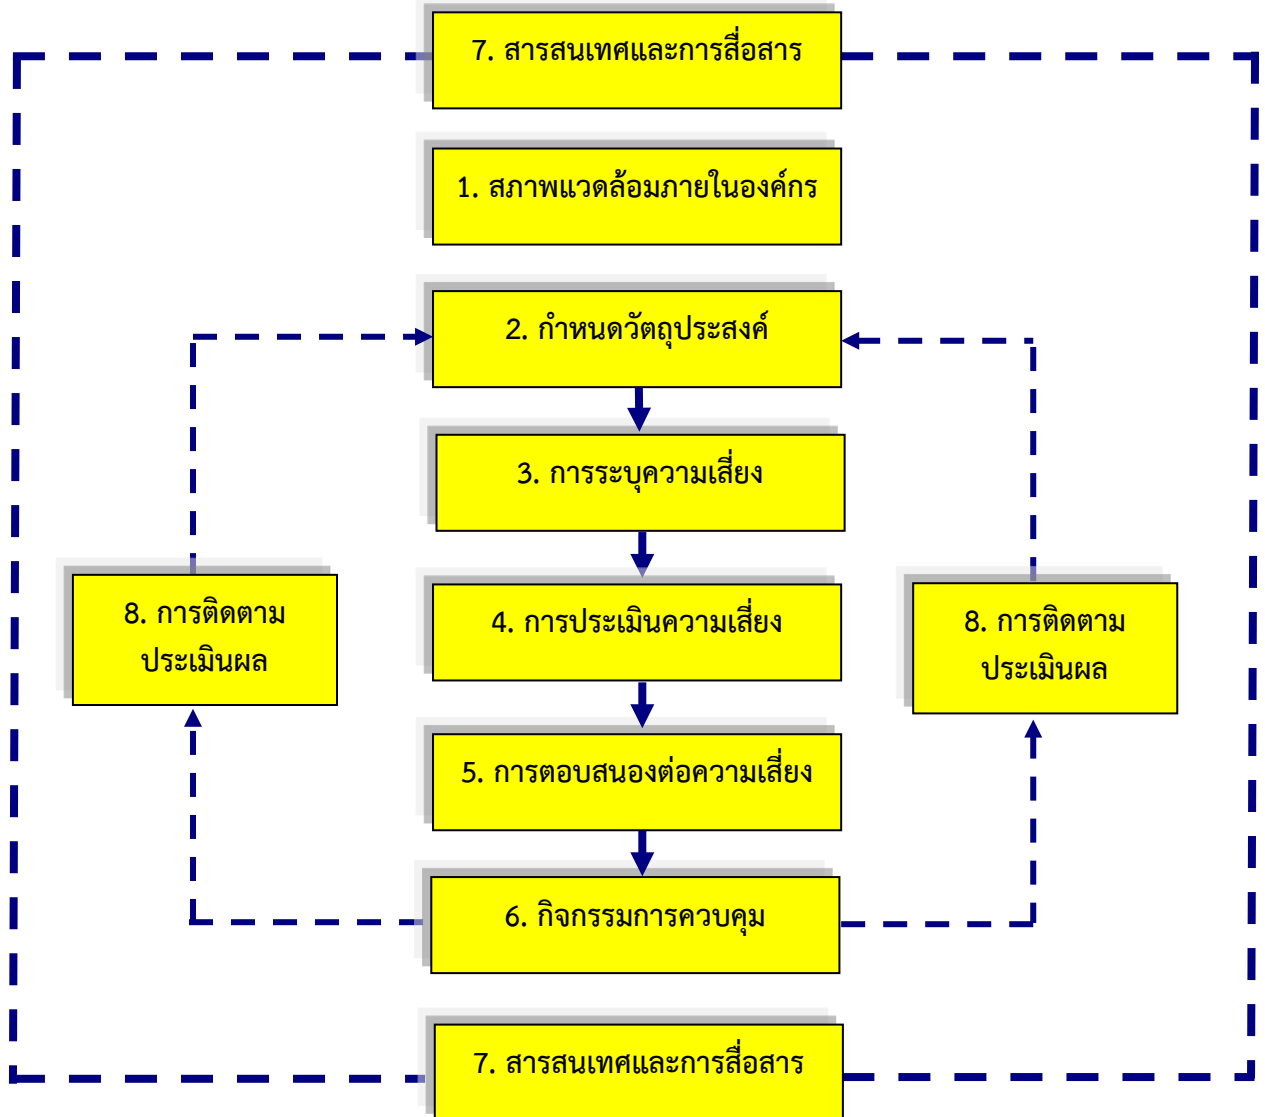 7. สารสนเทศและการสื่อสาร
1. สภาพแวดล้อมภายในองค์กร
2. กำหนดวัตถุประสงค์
3. การระบุความเสี่ยง
8. การติดตาม
ประเมินผล
4. การประเมินความเสี่ยง
8. การติดตาม
ประเมินผล
5. การตอบสนองต่อความเสี่ยง
6. กิจกรรมการควบคุม
7. สารสนเทศและการสื่อสาร